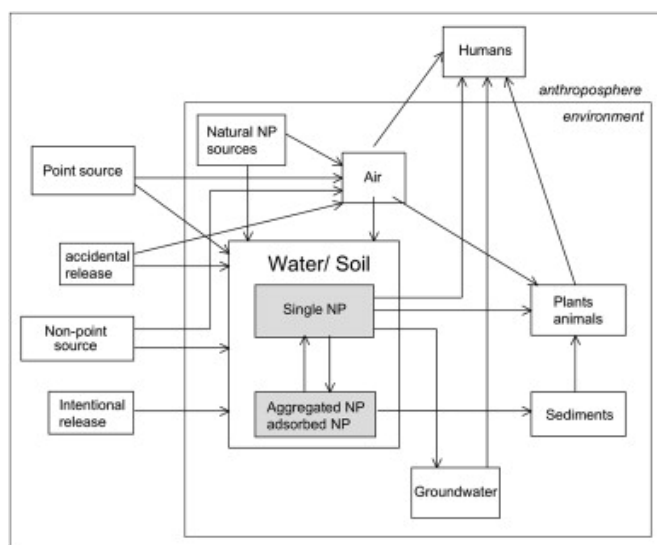 Humans
anthroposphere
environment
Natural NP
sources
Point source
Air
accidental
release
Water/ Soil
Single NP
Plants
animals
Non-point
source
Intentional
release
Aggregated NP
adsorbed NP
Sediments
Groundwater